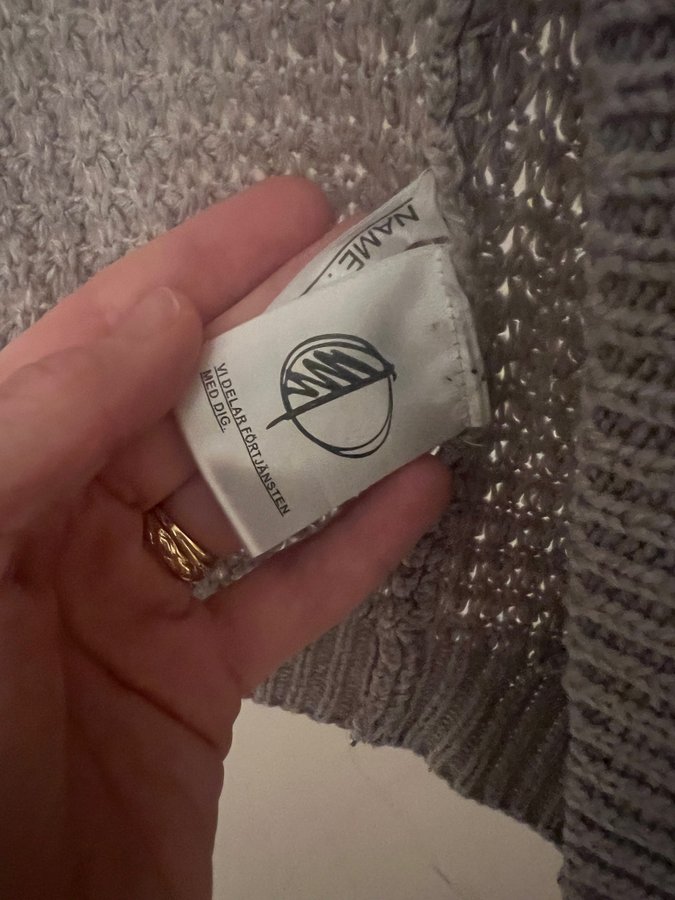 NAME:
VI DELAR FÖRTJÄNSTEN
MED DIG.